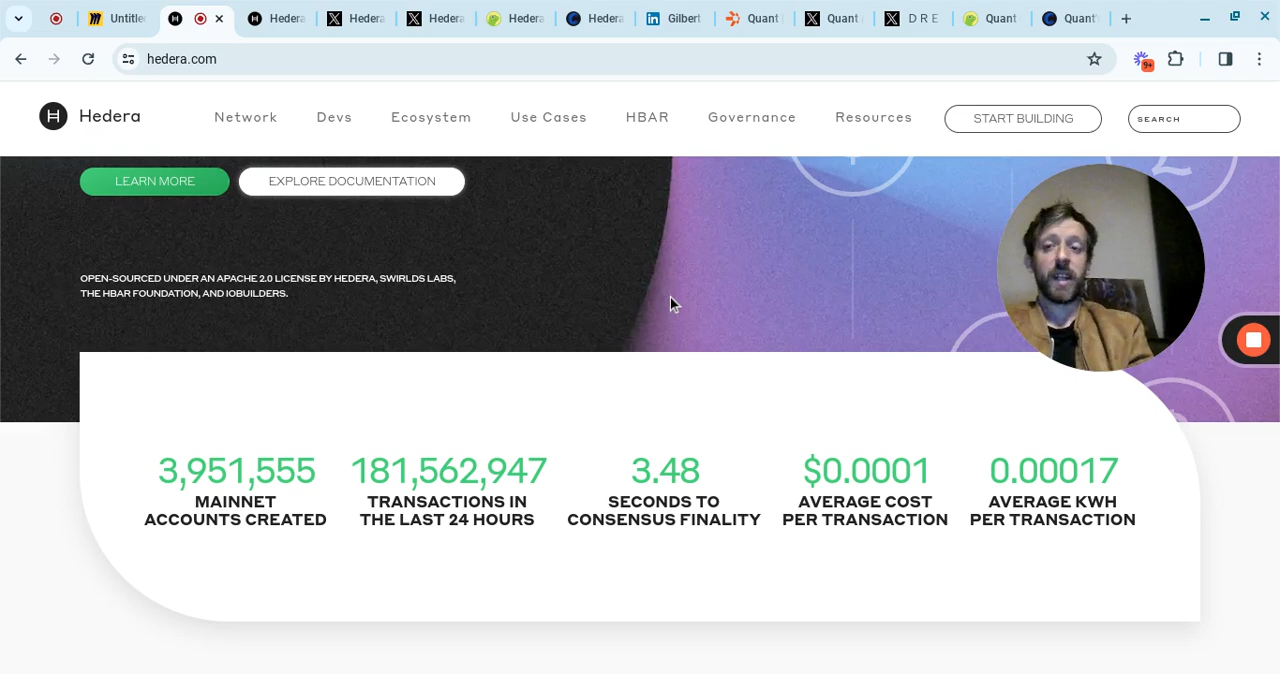 Untitle
Hedera
Hedera
Hedera
Hedera
Hedera
Gilbert
Quant
Quant
D R E
Quant
Quant'
hedera.com
9+
Hedera
Network
Devs
Ecosystem
Use Cases
HBAR
Governance
Resources
START BUILDING
SEARCH
LEARN MORE
EXPLORE DOCUMENTATION
OPEN-SOURCED UNDER AN APACHE 2.0 LICENSE BY HEDERA, SWIRLDS LABS,
THE HBAR FOUNDATION, AND IOBUILDERS.
3,951,555
MAINNET
ACCOUNTS CREATED
181,562,947
TRANSACTIONS IN
THE LAST 24 HOURS
3.48
SECONDS TO
CONSENSUS FINALITY
$0.0001
AVERAGE COST
PER TRANSACTION
0.00017
AVERAGE KWH
PER TRANSACTION